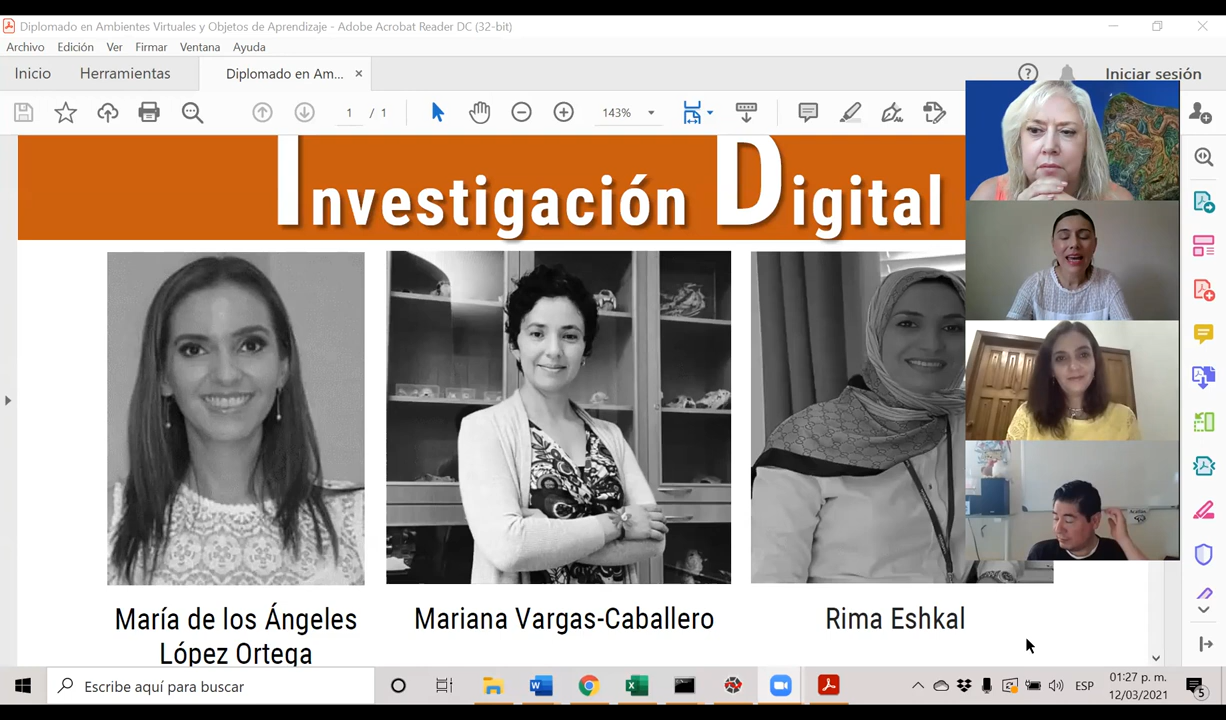 Diplomado en Ambientes Virtuales y Objetos de Aprendizaje - Adobe Acrobat Reader DC (32-bit)
Archivo Edición Ver Firmar Ventana Ayuda
Inicio Herramientas Diplomado en Am... × Iniciar sesión
1 / 1 143%
Investigación Digital
María de los Ángeles
López Ortega
Mariana Vargas-Caballero
Rima Eshkal
Escribe aquí para buscar
ESP
01:27 p. m.
12/03/2021
5